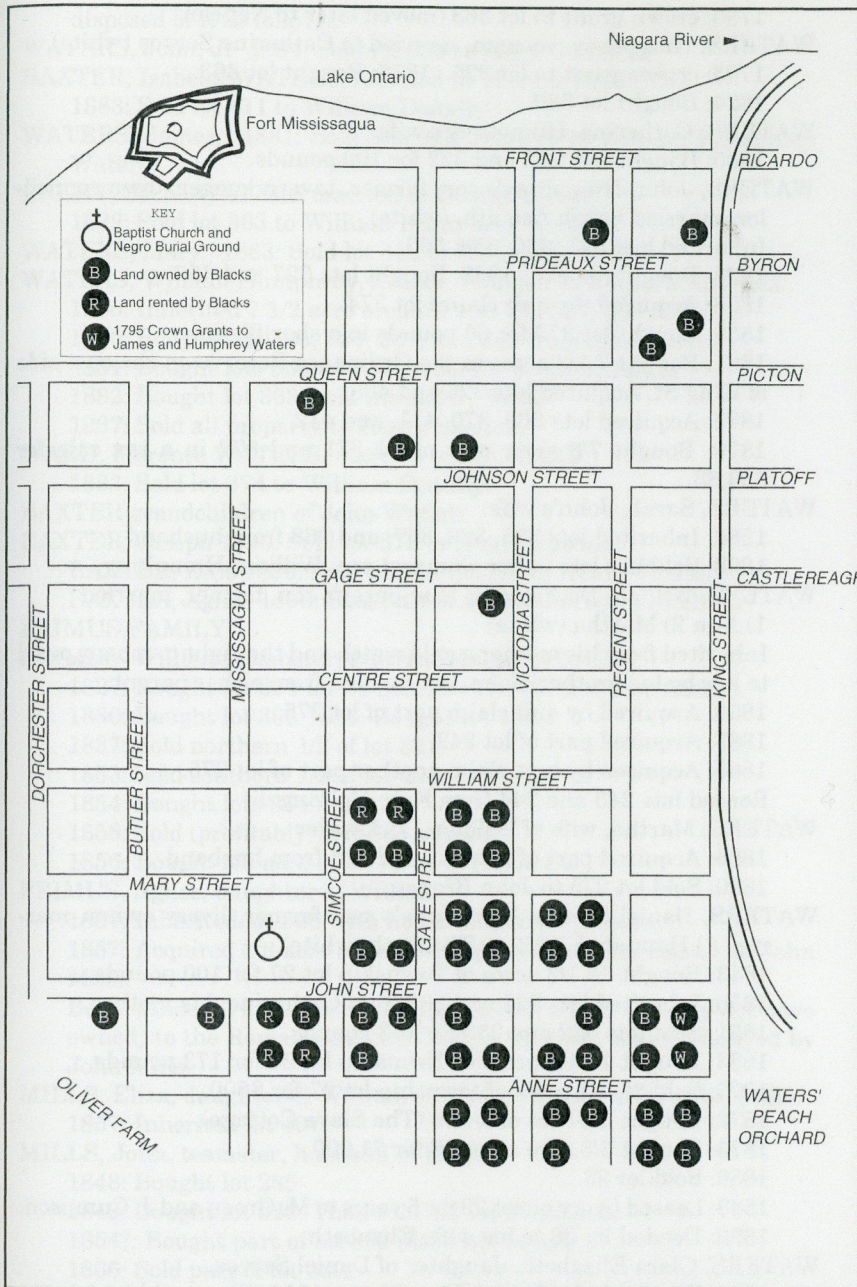 Niagara River
Lake Ontario
Fort Mississagua
FRONT STREET
RICARDO
KEY
Baptist Church and
Negro Burial Ground
B Land owned by Blacks
R Land rented by Blacks
W 1795 Crown Grants to
James and Humphrey Waters
B B
PRIDEAUX STREET
BYRON
B
B
QUEEN STREET
PICTON
B
B B
JOHNSON STREET
PLATOFF
GAGE STREET
CASTLEREAGH
B
DORCHESTER STREET
MISSISSAGUA STREET
VICTORIA STREET
REGENT STREET
KING STREET
CENTRE STREET
BUTLER STREET
SIMCOE STREET
GATE STREET
WILLIAM STREET
R R B B
B B B B
MARY STREET
B B B B
B B B B B B
JOHN STREET
B B R B B B B B B B W
R R B B B B B B W
ANNE STREET
OLIVER FARM
WATERS'
PEACH
ORCHARD
B B B B B B
B B B B B